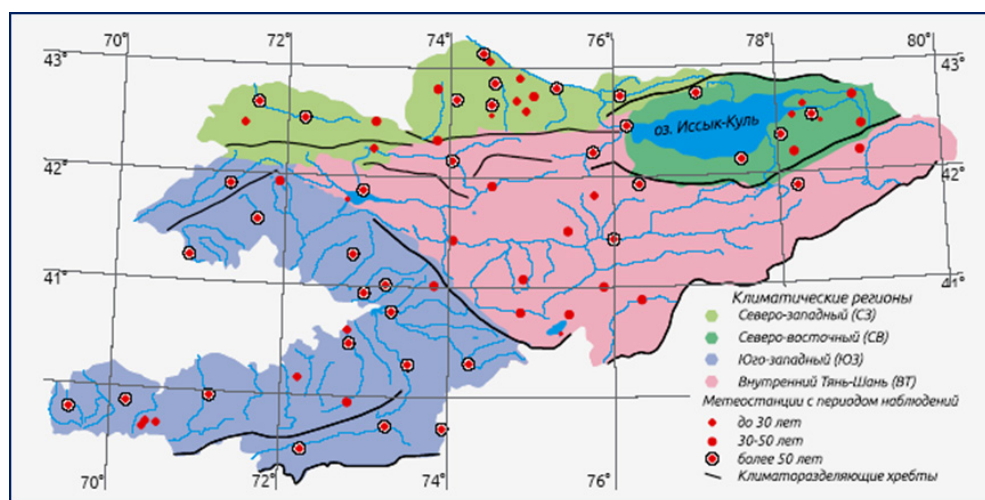 70° 72° 74° 76° 78° 80°
43° 43°
оз. Иссык-Куль
42° 42°
41° 41°
Климатические регионы
Северо-западный (СЗ)
Северо-восточный (СВ)
Юго-западный (ЮЗ)
Внутренний Тянь-Шань (ВТ)
Метеостанции с периодом наблюдений
до 30 лет
30-50 лет
более 50 лет
Климаторазделяющие хребты
70° 72° 74° 76° 78°